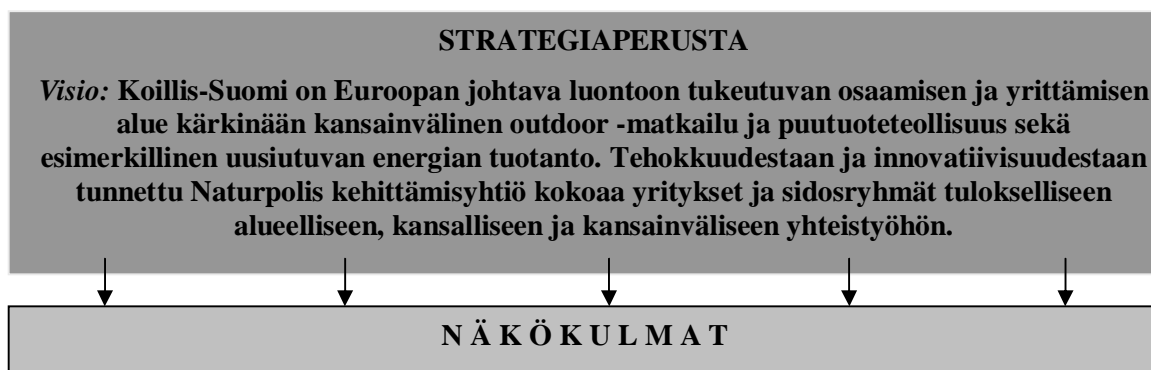 STRATEGIAPERUSTA
Visio: Koillis-Suomi on Euroopan johtava luontoon tukeutuvan osaamisen ja yrittämisen
alue kärkinään kansainvälinen outdoor -matkailu ja puutuoteteollisuus sekä
esimerkillinen uusiutuvan energian tuotanto. Tehokkuudestaan ja innovatiivisuudestaan
tunnettu Naturpolis kehittämisyhtiö kokoaa yritykset ja sidosryhmät tulokselliseen
alueelliseen, kansalliseen ja kansainväliseen yhteistyöhön.
N Ä K Ö K U L M A T